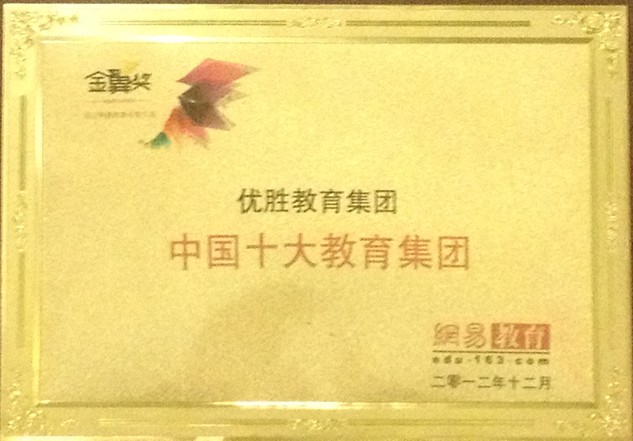 金翼奖
优胜教育集团
中国十大教育集团
網易教育
edu.163.com
二零一二年十二月